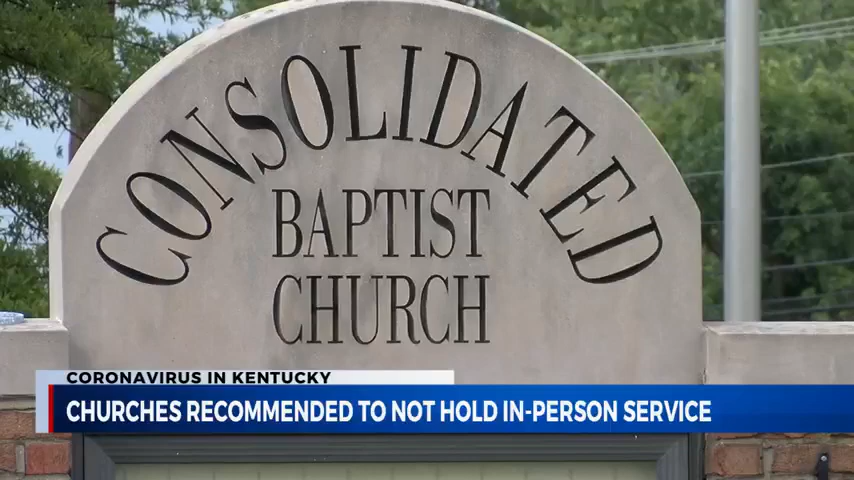 CONSOLIDATED
BAPTIST
CHURCH
CORONAVIRUS IN KENTUCKY
CHURCHES RECOMMENDED TO NOT HOLD IN-PERSON SERVICE